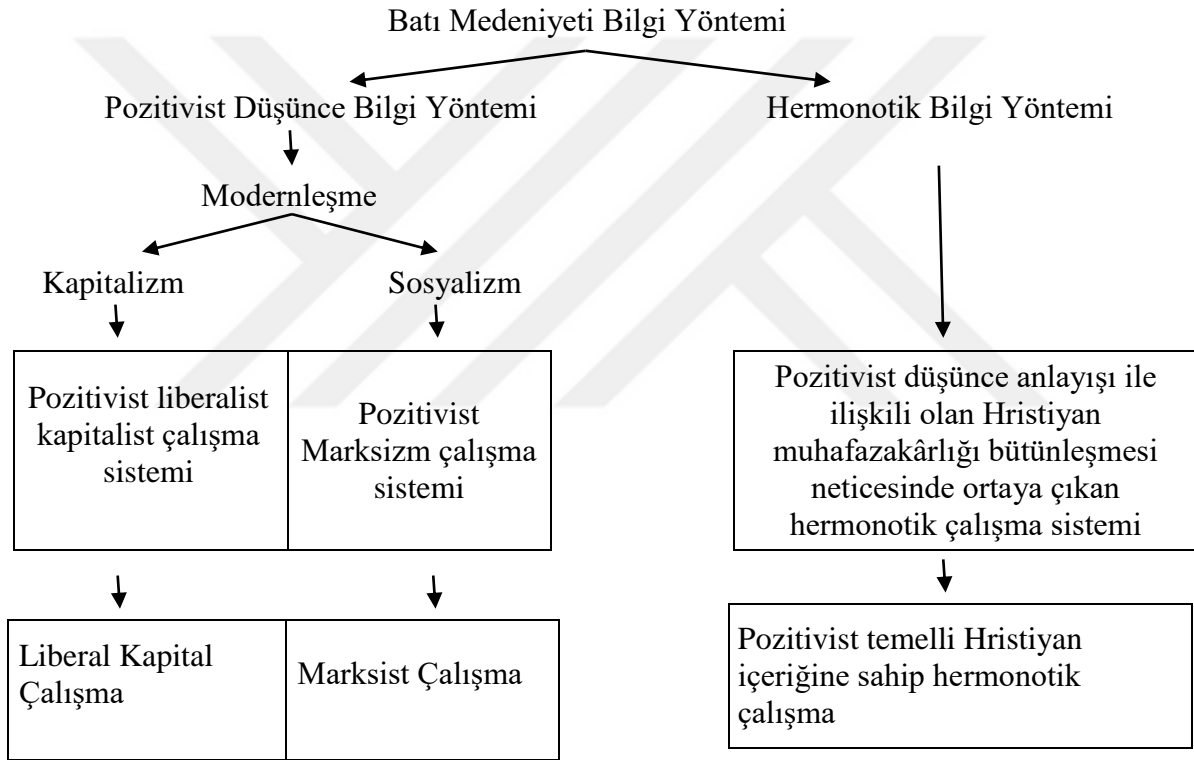 Batı Medeniyeti Bilgi Yöntemi
Pozitivist Düşünce Bilgi Yöntemi
Hermonotik Bilgi Yöntemi
Modernleşme
Kapitalizm
Sosyalizm
Pozitivist liberalist
kapitalist çalışma
sistemi
Pozitivist
Marksizm çalışma
sistemi
Pozitivist düşünce anlayışı ile
ilişkili olan Hristiyan
muhafazakârlığı bütünleşmesi
neticesinde ortaya çıkan
hermonotik çalışma sistemi
Liberal Kapital
Çalışma
Marksist Çalışma
Pozitivist temelli Hristiyan
içeriğine sahip hermonotik
çalışma